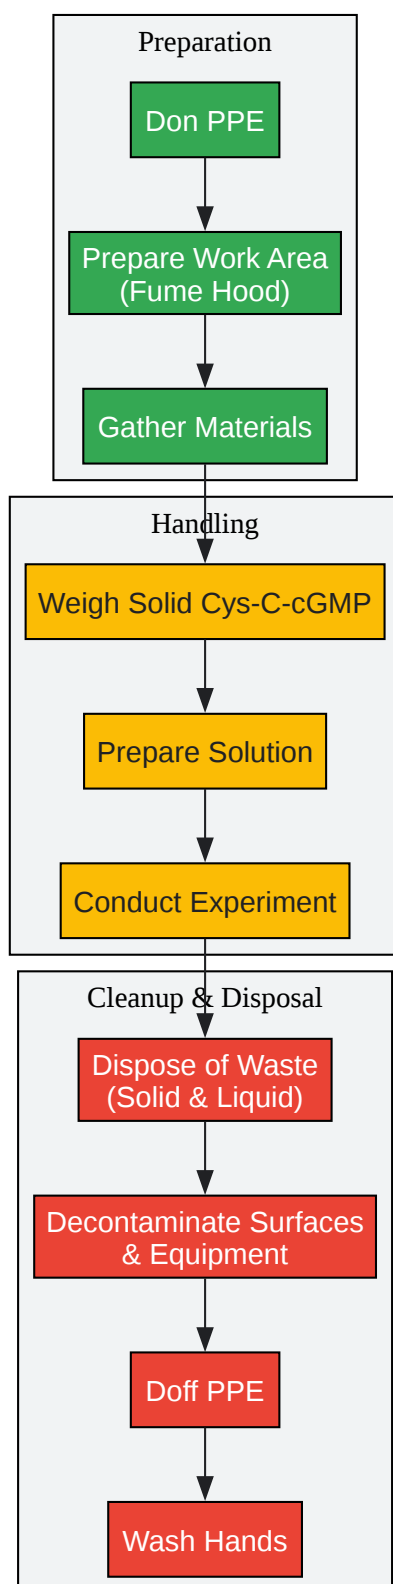 Preparation
Don PPE
Prepare Work Area
(Fume Hood)
Gather Materials
Handling
Weigh Solid Cys-C-cGMP
Prepare Solution
Conduct Experiment
Cleanup & Disposal
Dispose of Waste
(Solid & Liquid)
Decontaminate Surfaces
& Equipment
Doff PPE
Wash Hands